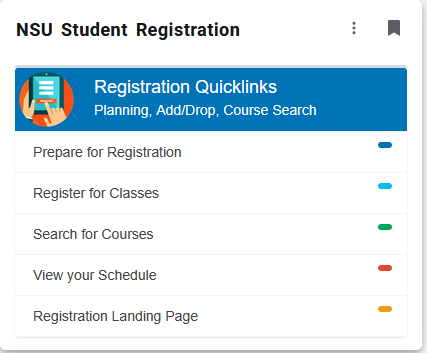 NSU Student Registration
Registration Quicklinks
Planning, Add/Drop, Course Search
Prepare for Registration
Register for Classes
Search for Courses
View your Schedule
Registration Landing Page